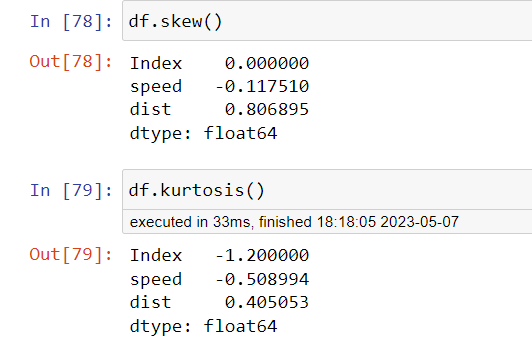 In [78]: df.skew()
Out[78]: Index    0.000000
speed   -0.117510
dist     0.806895
dtype: float64
In [79]: df.kurtosis()
executed in 33ms, finished 18:18:05 2023-05-07
Out[79]: Index   -1.200000
speed   -0.508994
dist     0.405053
dtype: float64